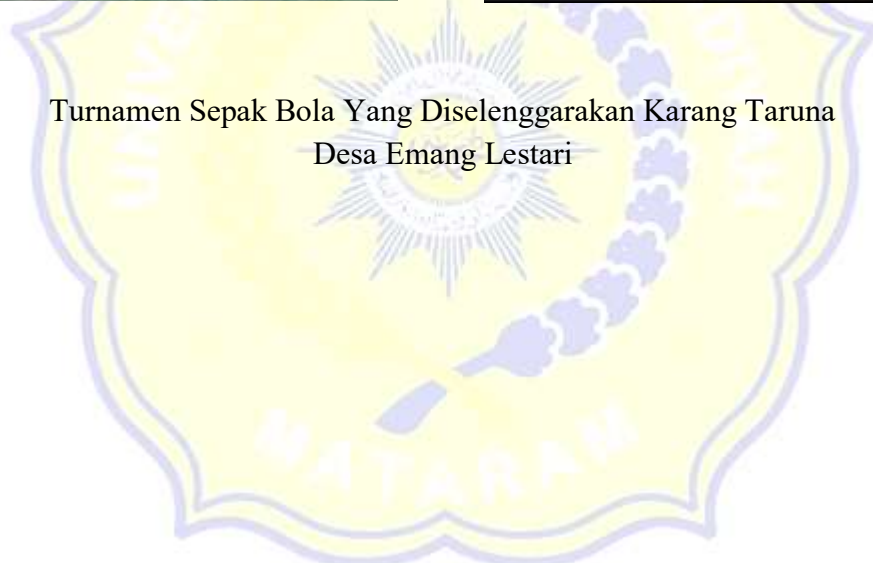 Turnamen Sepak Bola Yang Diselenggarakan Karang Taruna
Desa Emang Lestari
MATARAM